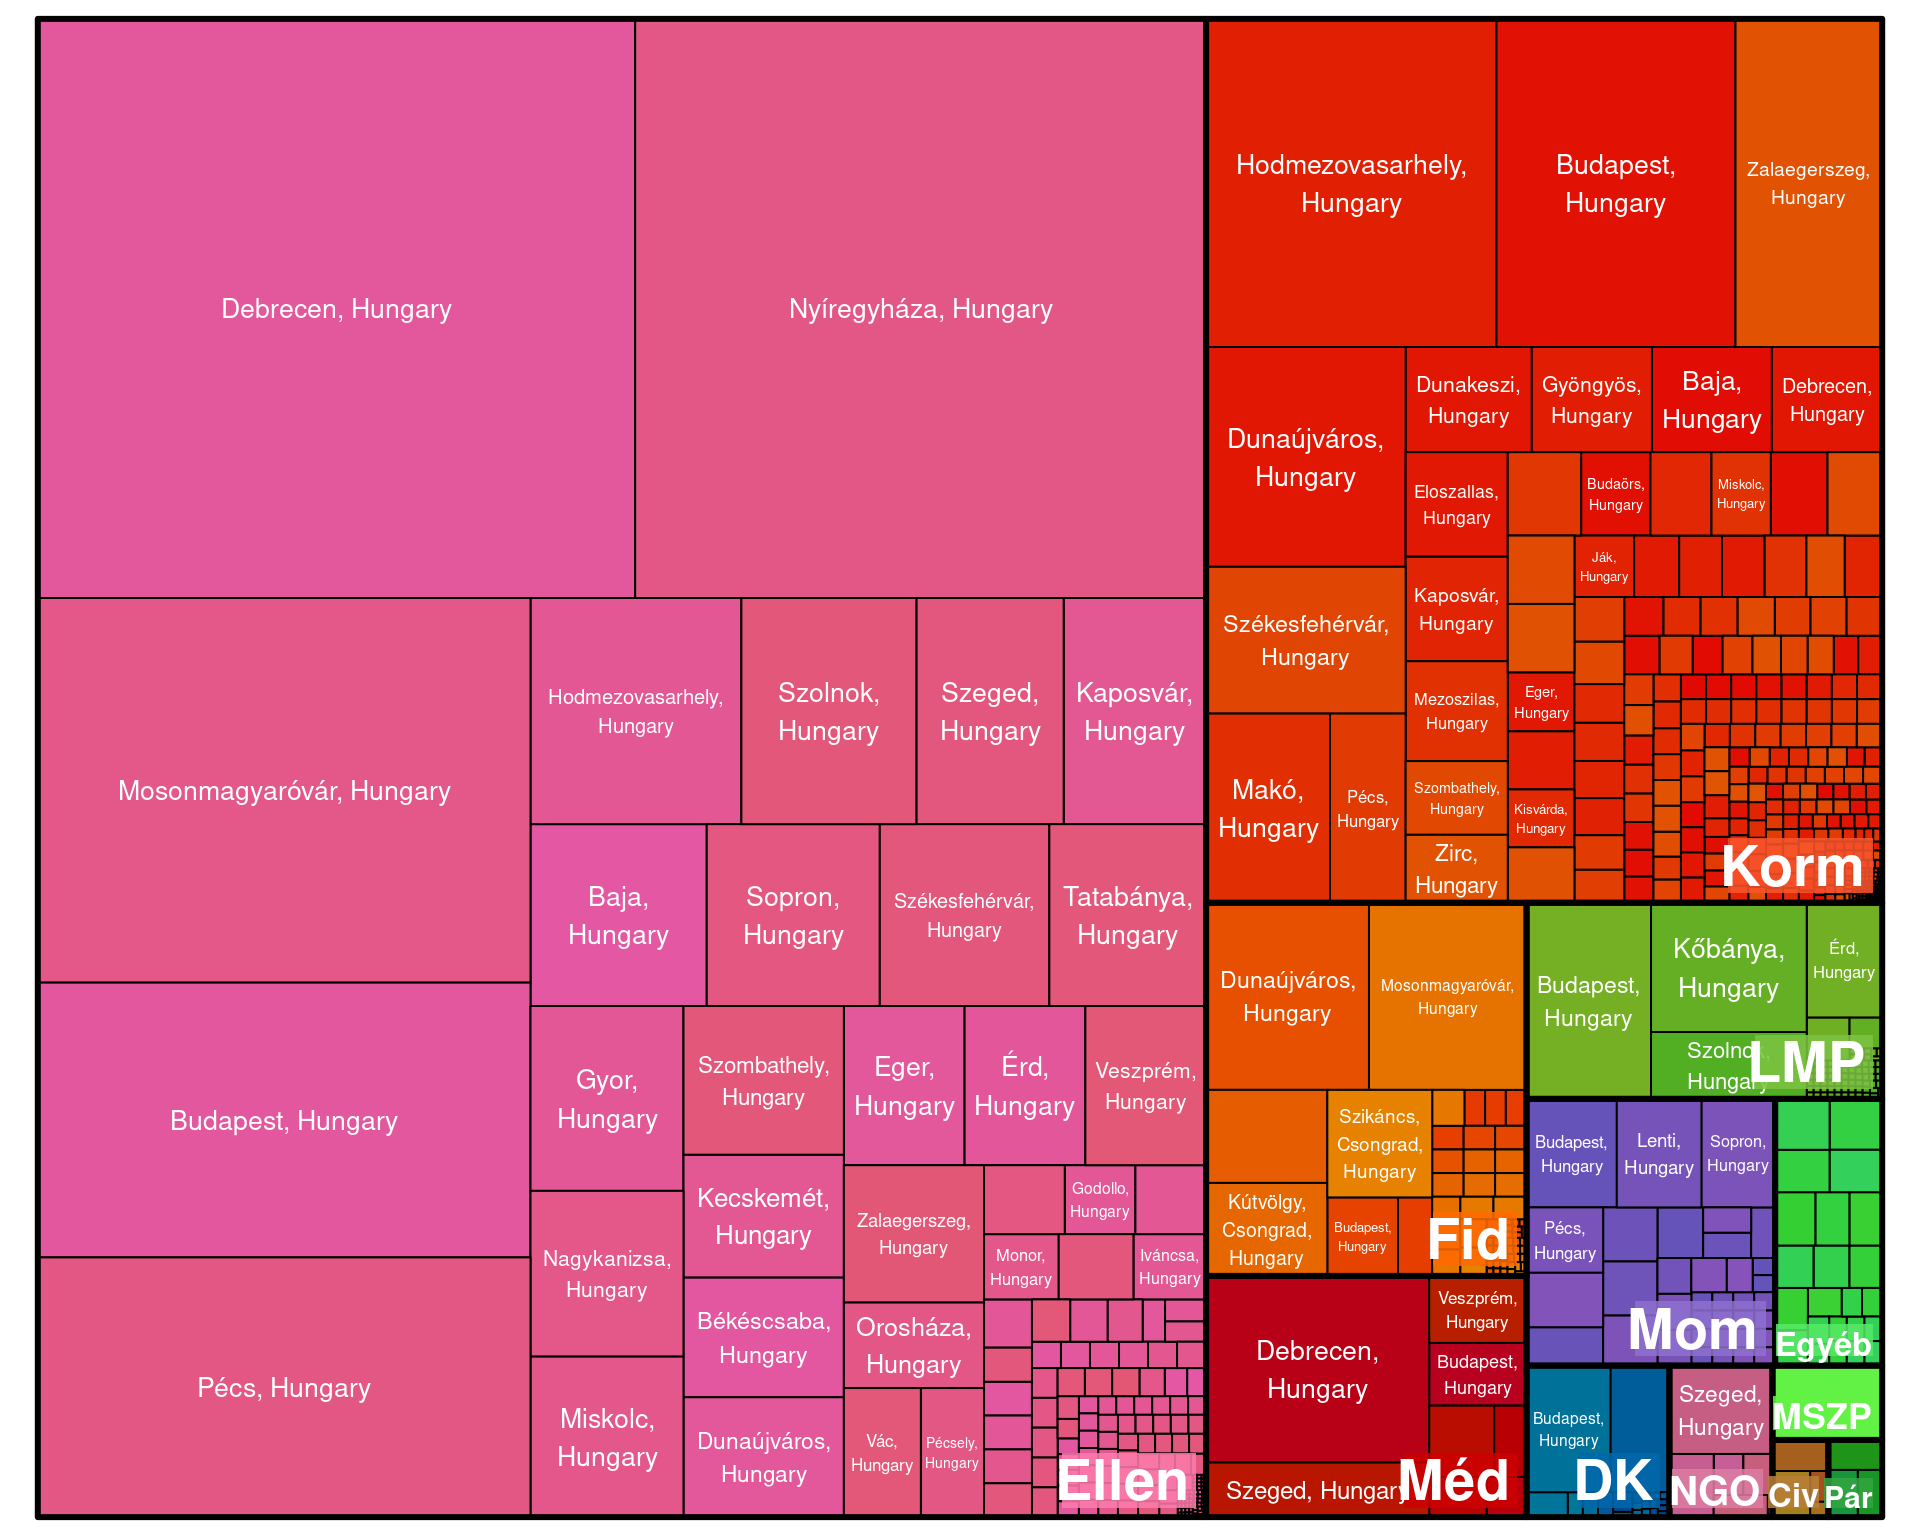 Debrecen, Hungary
Nyíregyháza, Hungary
Mosonmagyaróvár, Hungary
Budapest, Hungary
Pécs, Hungary
Hodmezovasarhely,
Hungary
Szolnok,
Hungary
Szeged,
Hungary
Kaposvár,
Hungary
Baja,
Hungary
Sopron,
Hungary
Székesfehérvár,
Hungary
Tatabánya,
Hungary
Gyor,
Hungary
Nagykanizsa,
Hungary
Miskolc,
Hungary
Szombathely,
Hungary
Kecskemét,
Hungary
Békéscsaba,
Hungary
Dunaújváros,
Hungary
Eger,
Hungary
Érd,
Hungary
Veszprém,
Hungary
Zalaegerszeg,
Hungary
Orosháza,
Hungary
Vác,
Hungary
Pécsely,
Hungary
Godollo,
Hungary
Monor,
Hungary
Iváncsa,
Hungary
Ellen
Hodmezovasarhely,
Hungary
Budapest,
Hungary
Zalaegerszeg,
Hungary
Dunaújváros,
Hungary
Székesfehérvár,
Hungary
Makó,
Hungary
Pécs,
Hungary
Dunakeszi,
Hungary
Gyöngyös,
Hungary
Baja,
Hungary
Debrecen,
Hungary
Eloszallas,
Hungary
Kaposvár,
Hungary
Mezoszilas,
Hungary
Szombathely,
Hungary
Zirc,
Hungary
Budaörs,
Hungary
Miskolc,
Hungary
Ják,
Hungary
Eger,
Hungary
Kisvárda,
Hungary
Korm
Dunaújváros,
Hungary
Mosonmagyaróvár,
Hungary
Szikáncs,
Csongrad,
Hungary
Kútvölgy,
Csongrad,
Hungary
Budapest,
Hungary
Fid
Budapest,
Hungary
Kőbánya,
Hungary
Érd,
Hungary
Szolnok,
Hungary
LMP
Budapest,
Hungary
Lenti,
Hungary
Sopron,
Hungary
Pécs,
Hungary
Mom
Egyéb
Debrecen,
Hungary
Veszprém,
Hungary
Budapest,
Hungary
Szeged, Hungary
Méd
Budapest,
Hungary
DK
Szeged,
Hungary
NGO
MSZP
Civ
Pár